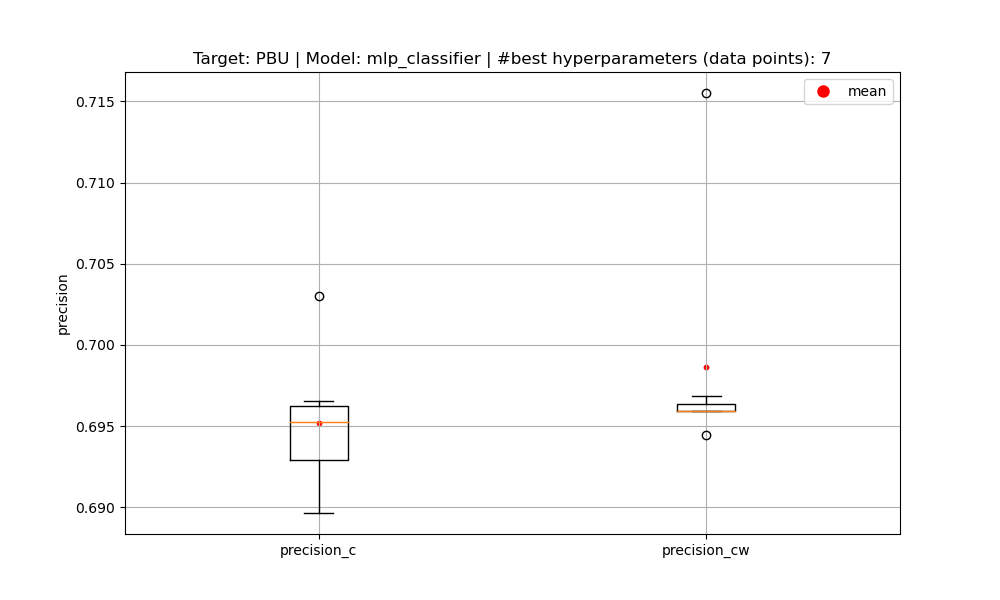 Target: PBU | Model: mlp_classifier | #best hyperparameters (data points): 7
mean
precision
0.715
0.710
0.705
0.700
0.695
0.690
precision_c
precision_cw